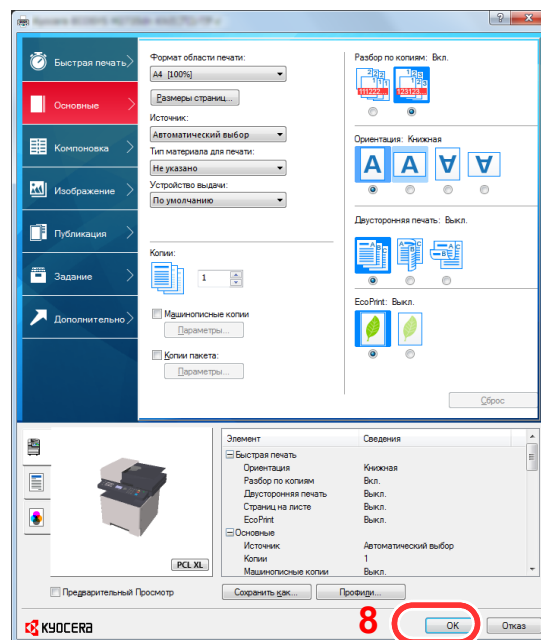 Быстрая печать
Основные
Компоновка
Изображение
Публикация
Задание
Дополнительно
Формат области печати:
A4 [100%]
Размеры страниц...
Источник:
Автоматический выбор
Тип материала для печати:
Не указано
Устройство выдачи:
По умолчанию
Копии:
1
Машинописные копии
Параметры...
Копии пакета:
Параметры...
Разбор по копиям: Вкл.
111222... 123123...
Ориентация: Книжная
A A A A
Двусторонняя печать: Выкл.
EcoPrint: Выкл.
Сброс
Элемент Сведения
Быстрая печать
Ориентация Книжная
Разбор по копиям Вкл.
Двусторонняя печать Выкл.
Страниц на листе Выкл.
EcoPrint Выкл.
Основные
Источник Автоматический выбор
Копии 1
Машинописные копии Выкл.
PCL XL
Предварительный Просмотр
Сохранить как...
Профили...
KYOCERA
8
OK
Отказ